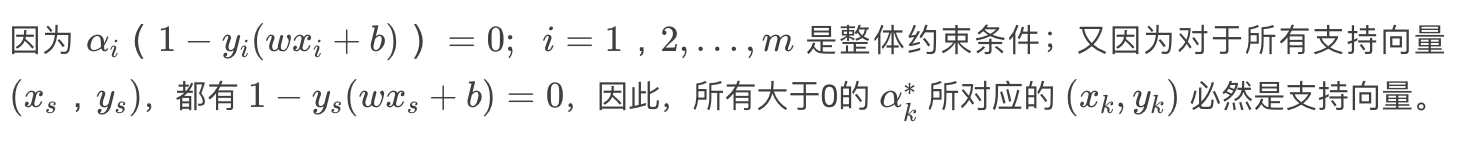 因为 αᵢ（ 1 − yᵢ(wxᵢ + b) ） = 0; i = 1 , 2, . . . , m 是整体约束条件；又因为对于所有支持向量
(xₛ , yₛ)，都有 1 − yₛ(wxₛ + b) = 0，因此，所有大于0的 α*ₖ 所对应的 (xₖ, yₖ) 必然是支持向量。